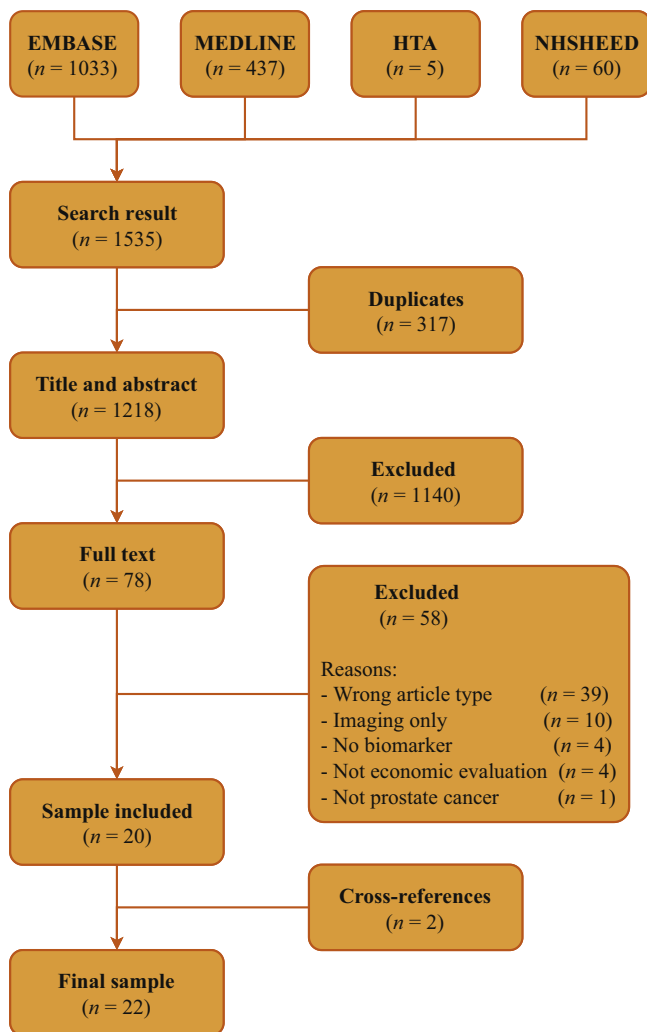 EMBASE
(n = 1033)
MEDLINE
(n = 437)
HTA
(n = 5)
NHSHEED
(n = 60)
Search result
(n = 1535)
Duplicates
(n = 317)
Title and abstract
(n = 1218)
Excluded
(n = 1140)
Full text
(n = 78)
Excluded
(n = 58)
Reasons:
- Wrong article type (n = 39)
- Imaging only (n = 10)
- No biomarker (n = 4)
- Not economic evaluation (n = 4)
- Not prostate cancer (n = 1)
Sample included
(n = 20)
Cross-references
(n = 2)
Final sample
(n = 22)